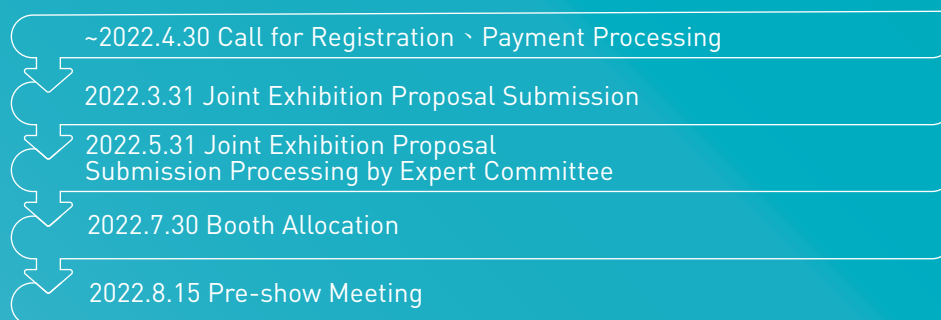 ~2022.4.30 Call for Registration、Payment Processing
2022.3.31 Joint Exhibition Proposal Submission
2022.5.31 Joint Exhibition Proposal
Submission Processing by Expert Committee
2022.7.30 Booth Allocation
2022.8.15 Pre-show Meeting